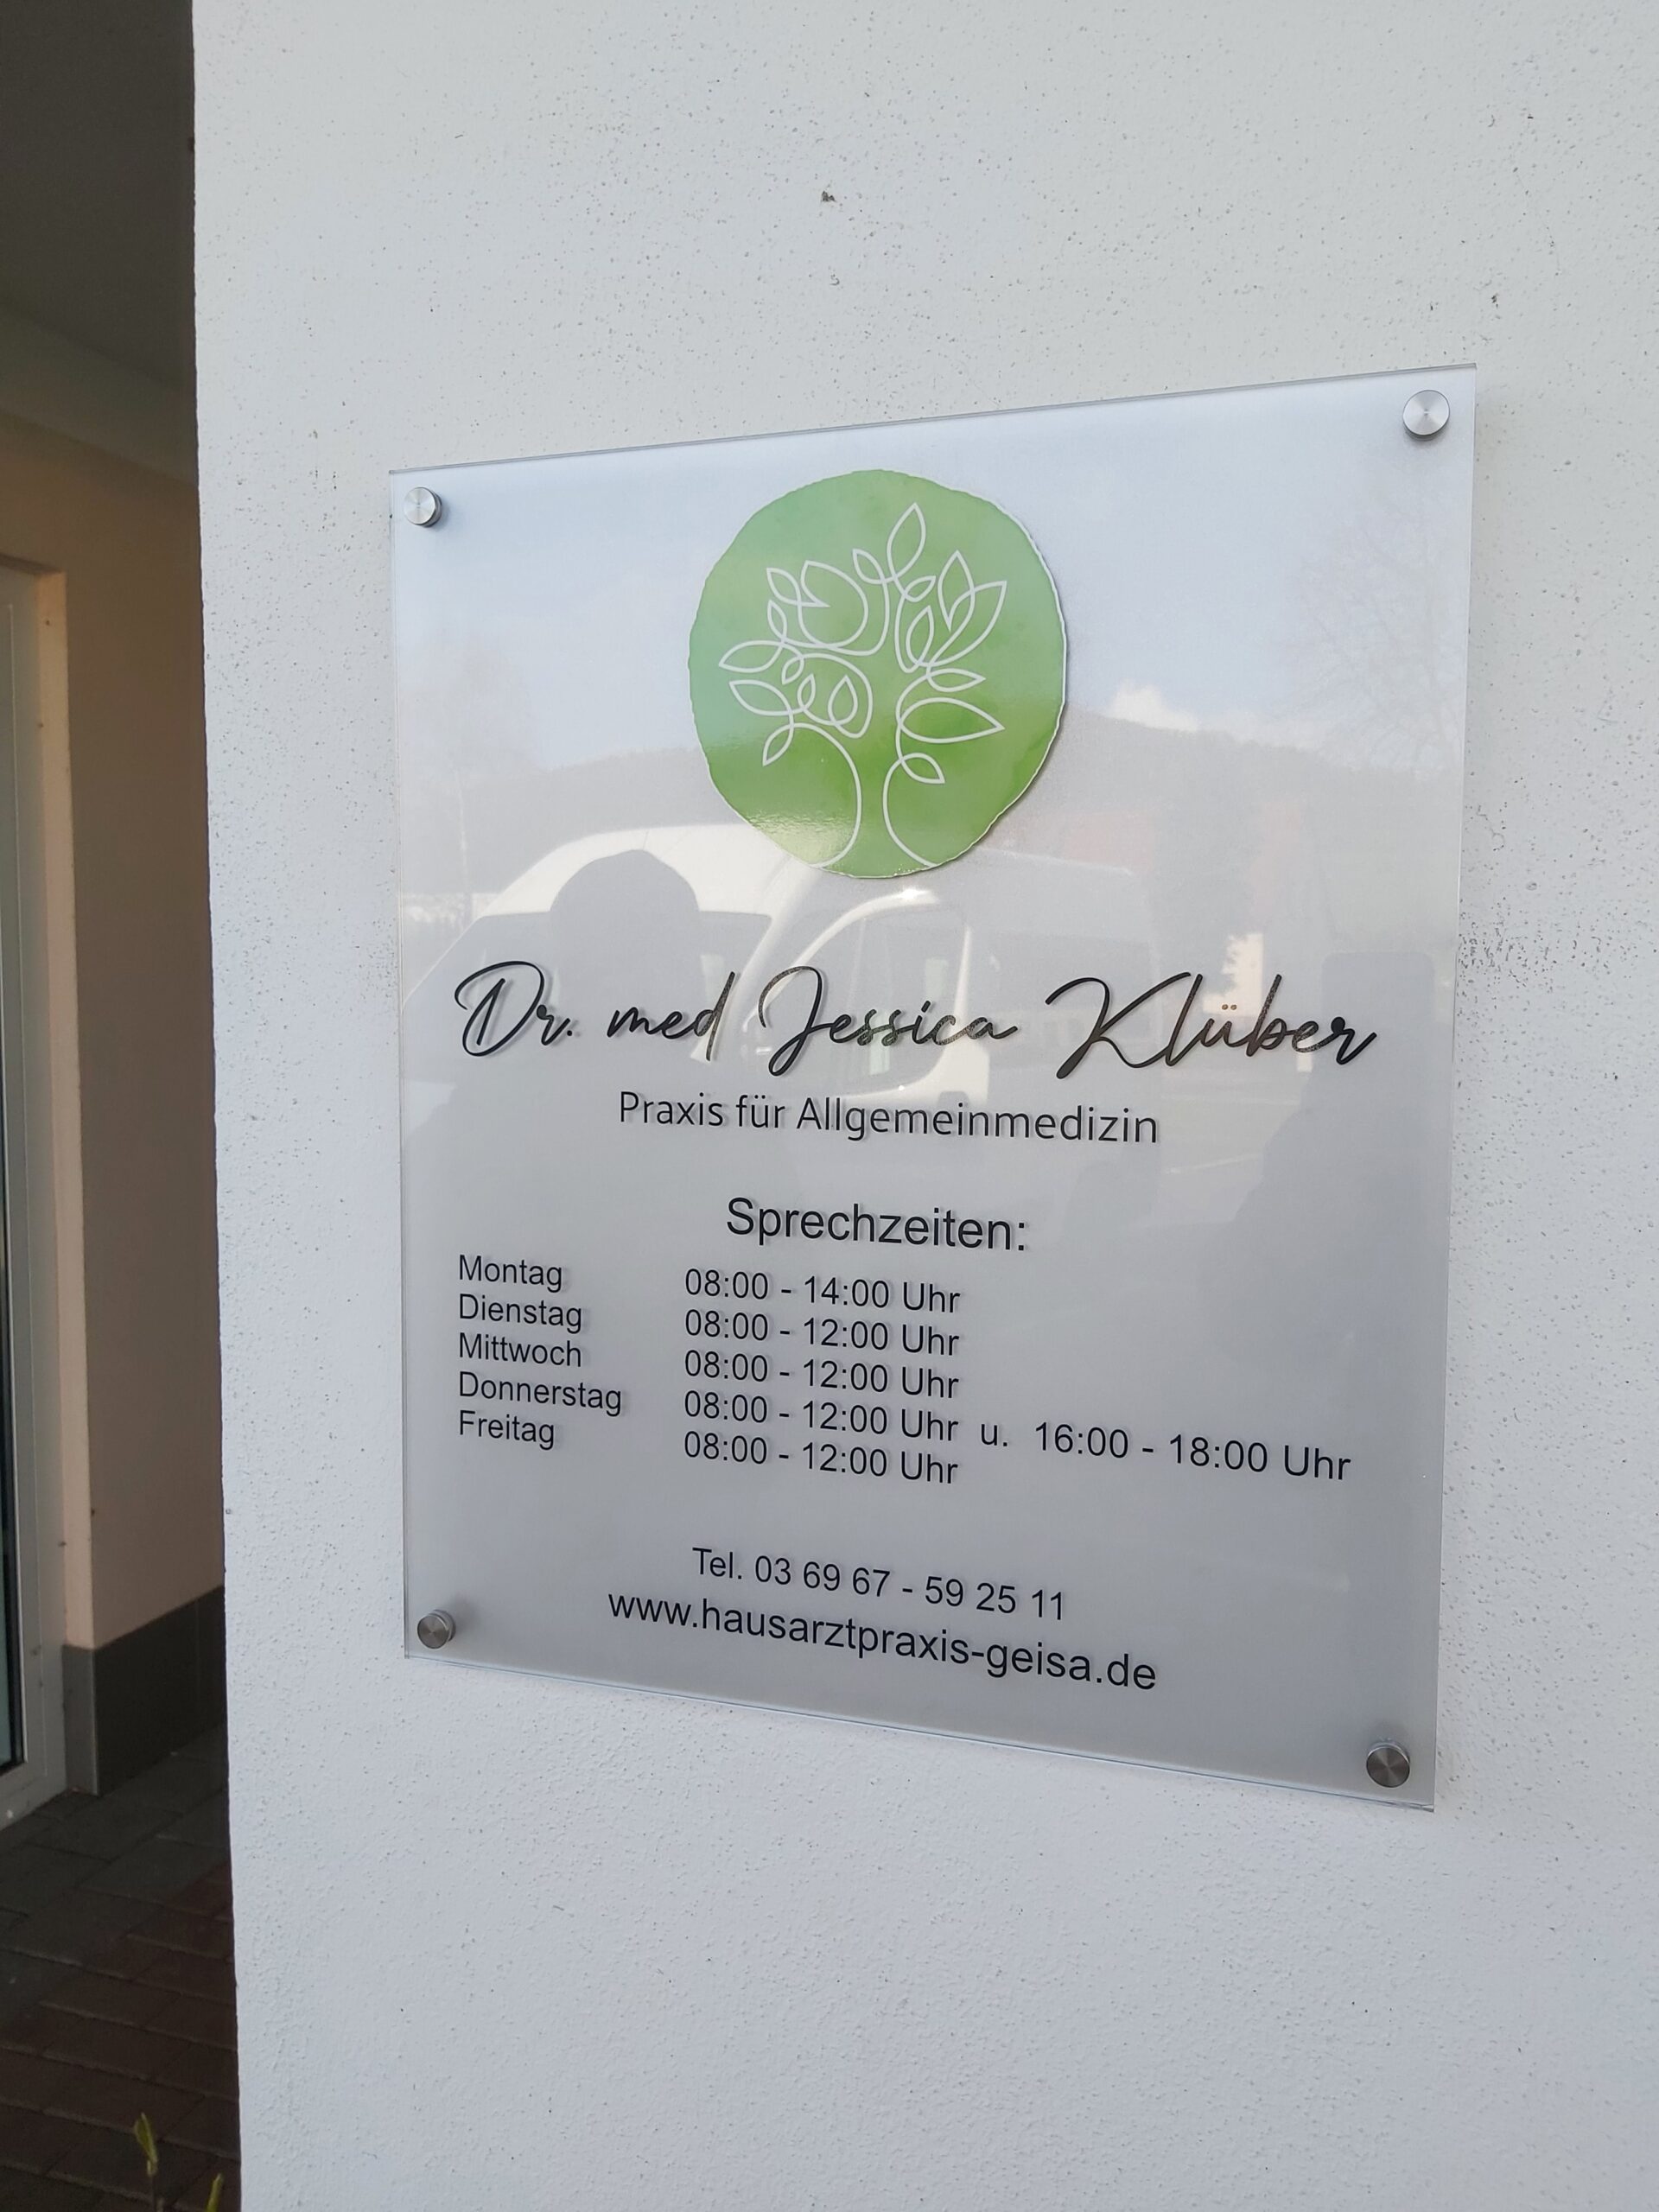 Dr. med Jessica Klüber
Praxis für Allgemeinmedizin
Sprechzeiten:
Montag 08:00 - 14:00 Uhr
Dienstag 08:00 - 12:00 Uhr
Mittwoch 08:00 - 12:00 Uhr
Donnerstag 08:00 - 12:00 Uhr u. 16:00 - 18:00 Uhr
Freitag 08:00 - 12:00 Uhr
Tel. 03 69 67 - 59 25 11
www.hausarztpraxis-geisa.de